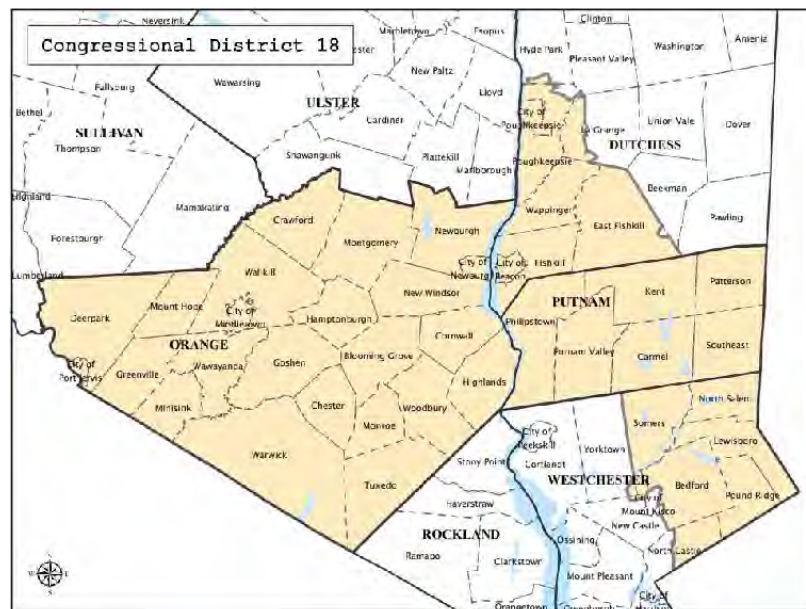 Congressional District 18
Neversink
Marbletown
Esopus
Clinton
Amenia
Hyde Park
Pleasant Valley
Washington
Fallsburg
Wawarsing
New Paltz
Lloyd
ULSTER
Bethel
SULLIVAN
Thompson
Gardiner
City of
Poughkeepsie
La Grange
Union Vale
Dover
DUTCHESS
Shawangunk
Plattekill
Marlborough
Poughkeepsie
Mamakating
Beekman
Pawling
Forestburgh
Crawford
Newburgh
Wappinger
East Fishkill
Montgomery
Lumberland
Wallkill
City of
Newburg
City of
Beacon
Fishkill
Deerpark
Mount Hope
City of
Middletown
New Windsor
PUTNAM
Kent
Patterson
Hamptonburgh
Philipstown
ORANGE
Cornwall
Putnam Valley
Carmel
Southeast
City of
Port Jervis
Greenville
Wawayanda
Goshen
Blooming Grove
Highlands
Minisink
Chester
Woodbury
Monroe
North Salem
Somers
Lewisboro
City of
Peekskill
Yorktown
Warwick
Stony Point
Cortlandt
WESTCHESTER
Bedford
Pound Ridge
Tuxedo
Haverstraw
City of
Mount Kisco
New Castle
ROCKLAND
Ramapo
Clarkstown
Ossining
North Castle
Mount Pleasant
Orangetown
Greenburgh
City of
N
W
E
S